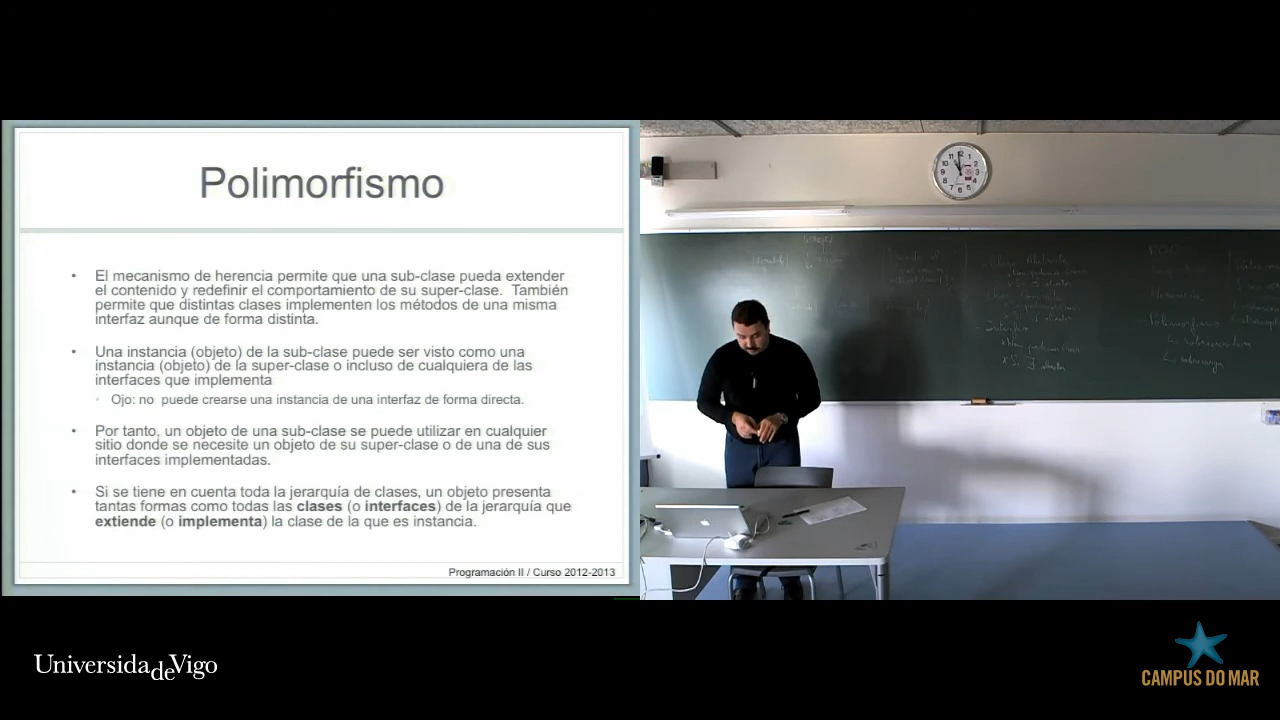 Polimorfismo
• El mecanismo de herencia permite que una sub-clase pueda extender
el contenido y redefinir el comportamiento de su super-clase. También
permite que distintas clases implementen los métodos de una misma
interfaz aunque de forma distinta.
• Una instancia (objeto) de la sub-clase puede ser visto como una
instancia (objeto) de la super-clase o incluso de cualquiera de las
interfaces que implementa
◦ Ojo: no puede crearse una instancia de una interfaz de forma directa.
• Por tanto, un objeto de una sub-clase se puede utilizar en cualquier
sitio donde se necesite un objeto de su super-clase o de una de sus
interfaces implementadas.
• Si se tiene en cuenta toda la jerarquía de clases, un objeto presenta
tantas formas como todas las clases (o interfaces) de la jerarquía que
extiende (o implementa) la clase de la que es instancia.
Programación II / Curso 2012-2013
UniversidadeVigo
CAMPUS DO MAR